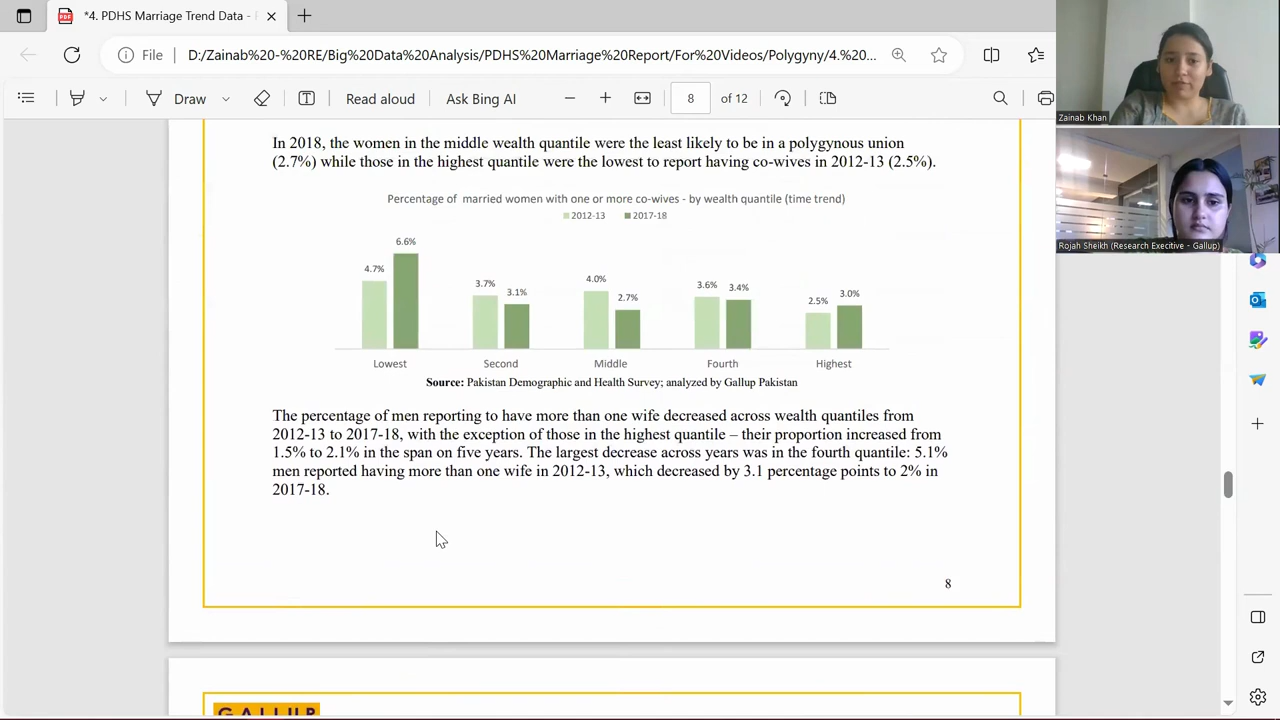 *4. PDHS Marriage Trend Data -
File
D:/Zainab%20-%20RE/Big%20Data%20Analysis/PDHS%20Marriage%20Report/For%20Videos/Polygyny/4.%20...
Draw
Read aloud
Ask Bing AI
8
of 12
Zainab Khan
Rojah Sheikh (Research Execitive - Gallup)
In 2018, the women in the middle wealth quantile were the least likely to be in a polygynous union
(2.7%) while those in the highest quantile were the lowest to report having co-wives in 2012-13 (2.5%).
Percentage of married women with one or more co-wives - by wealth quantile (time trend)
2012-13 2017-18
4.7% 6.6% 3.7% 3.1% 4.0% 2.7% 3.6% 3.4% 2.5% 3.0%
Lowest Second Middle Fourth Highest
Source: Pakistan Demographic and Health Survey; analyzed by Gallup Pakistan
The percentage of men reporting to have more than one wife decreased across wealth quantiles from
2012-13 to 2017-18, with the exception of those in the highest quantile – their proportion increased from
1.5% to 2.1% in the span on five years. The largest decrease across years was in the fourth quantile: 5.1%
men reported having more than one wife in 2012-13, which decreased by 3.1 percentage points to 2% in
2017-18.
8
GALLUP